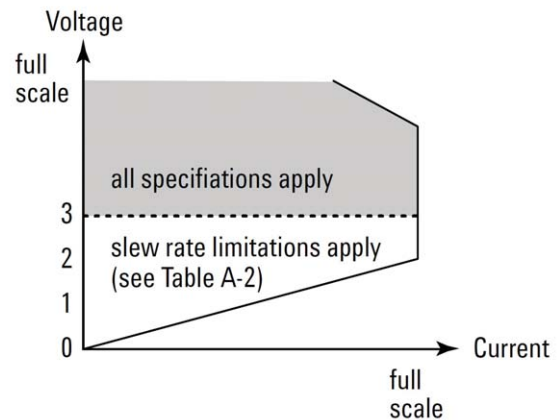 Voltage
full
scale
all specifiations apply
3
slew rate limitations apply
2
(see Table A-2)
1
0
Current
full
scale